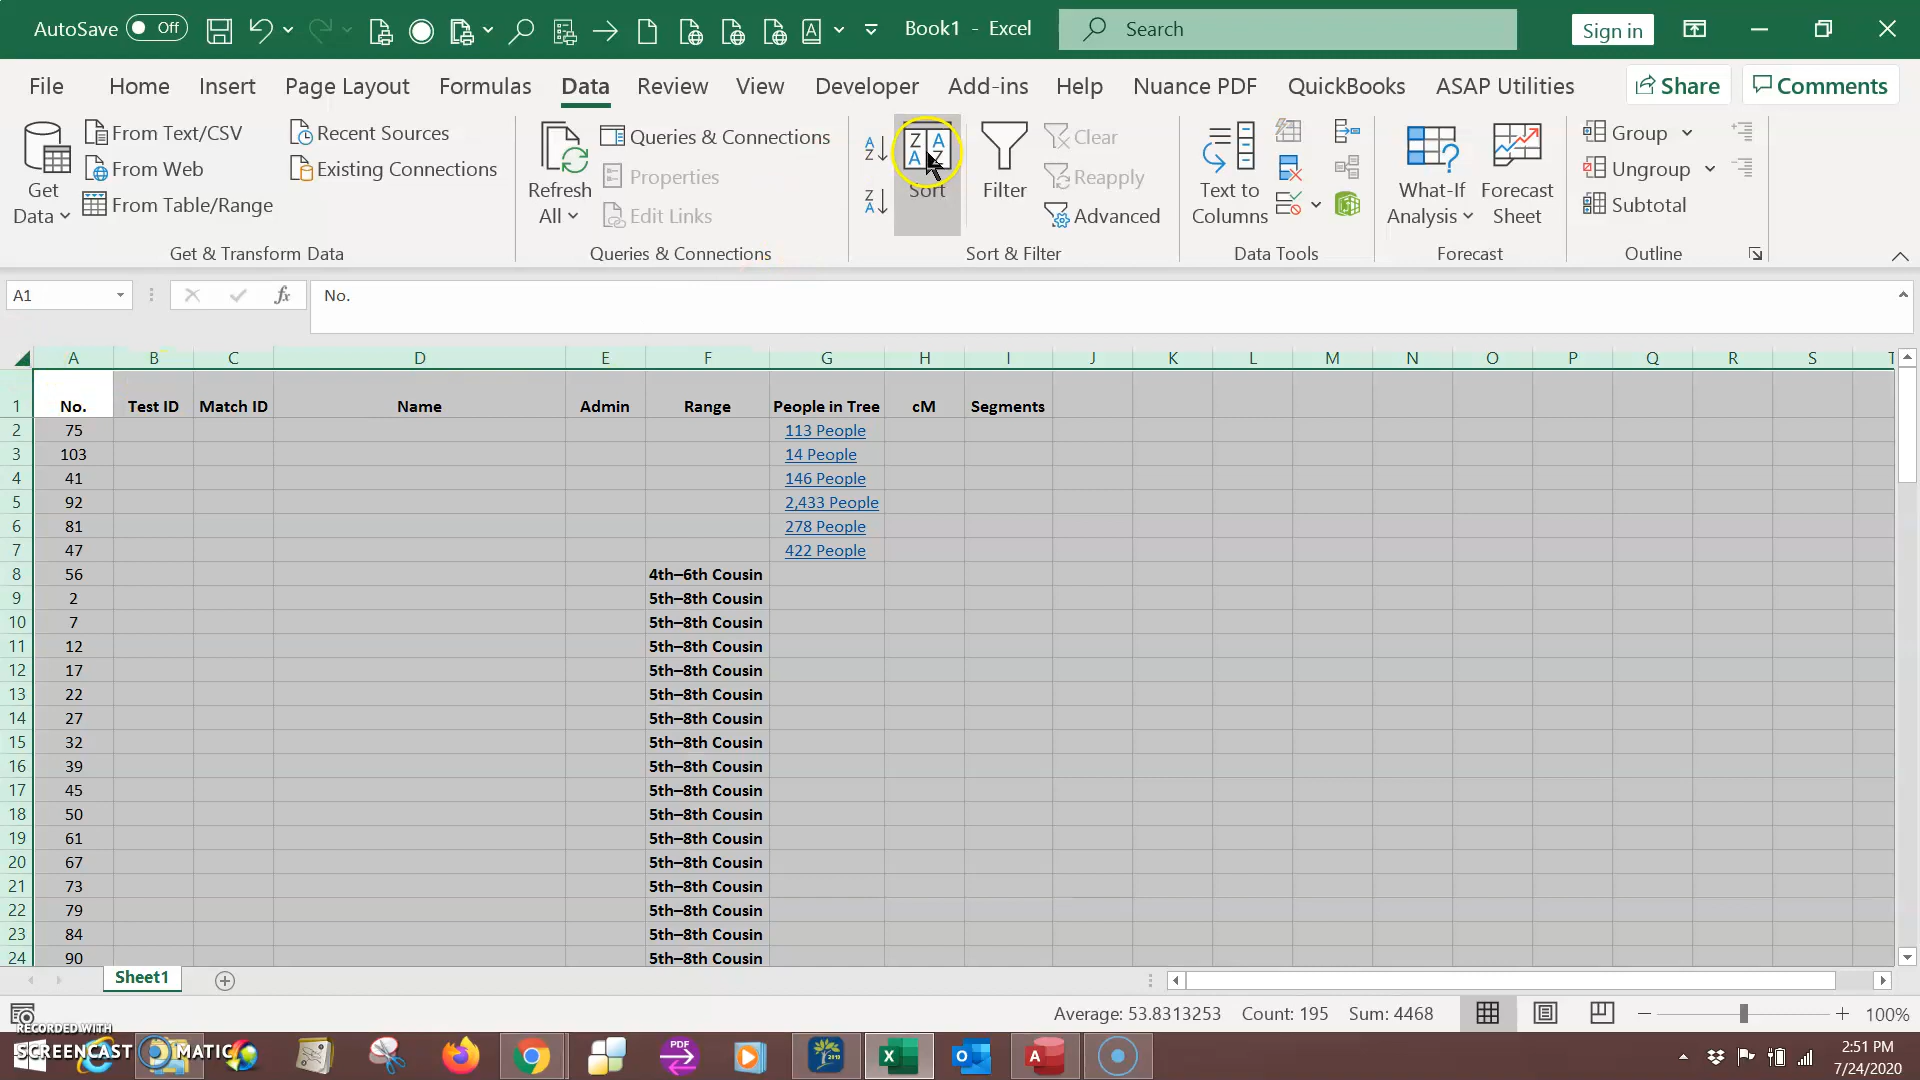 AutoSave Off Book1 - Excel Search Sign in
File Home Insert Page Layout Formulas Data Review View Developer Add-ins Help Nuance PDF QuickBooks ASAP Utilities Share Comments
Get Data
From Text/CSV
From Web
From Table/Range
Recent Sources
Existing Connections
Get & Transform Data
Refresh All
Queries & Connections
Properties
Edit Links
Queries & Connections
Sort
Filter
Clear
Reapply
Advanced
Sort & Filter
Text to Columns
Data Tools
What-If Analysis
Forecast Sheet
Forecast
Group
Ungroup
Subtotal
Outline
A1 fx No.
A B C D E F G H I J K L M N O P Q R S T
1 No. Test ID Match ID Name Admin Range People in Tree cM Segments
2 75 113 People
3 103 14 People
4 41 146 People
5 92 2,433 People
6 81 278 People
7 47 422 People
8 56 4th–6th Cousin
9 2 5th–8th Cousin
10 7 5th–8th Cousin
11 12 5th–8th Cousin
12 17 5th–8th Cousin
13 22 5th–8th Cousin
14 27 5th–8th Cousin
15 32 5th–8th Cousin
16 39 5th–8th Cousin
17 45 5th–8th Cousin
18 50 5th–8th Cousin
19 61 5th–8th Cousin
20 67 5th–8th Cousin
21 73 5th–8th Cousin
22 79 5th–8th Cousin
23 84 5th–8th Cousin
24 90 5th–8th Cousin
Sheet1
Average: 53.8313253 Count: 195 Sum: 4468 100%
RECORDED WITH
SCREENCAST MATIC
2:51 PM
7/24/2020